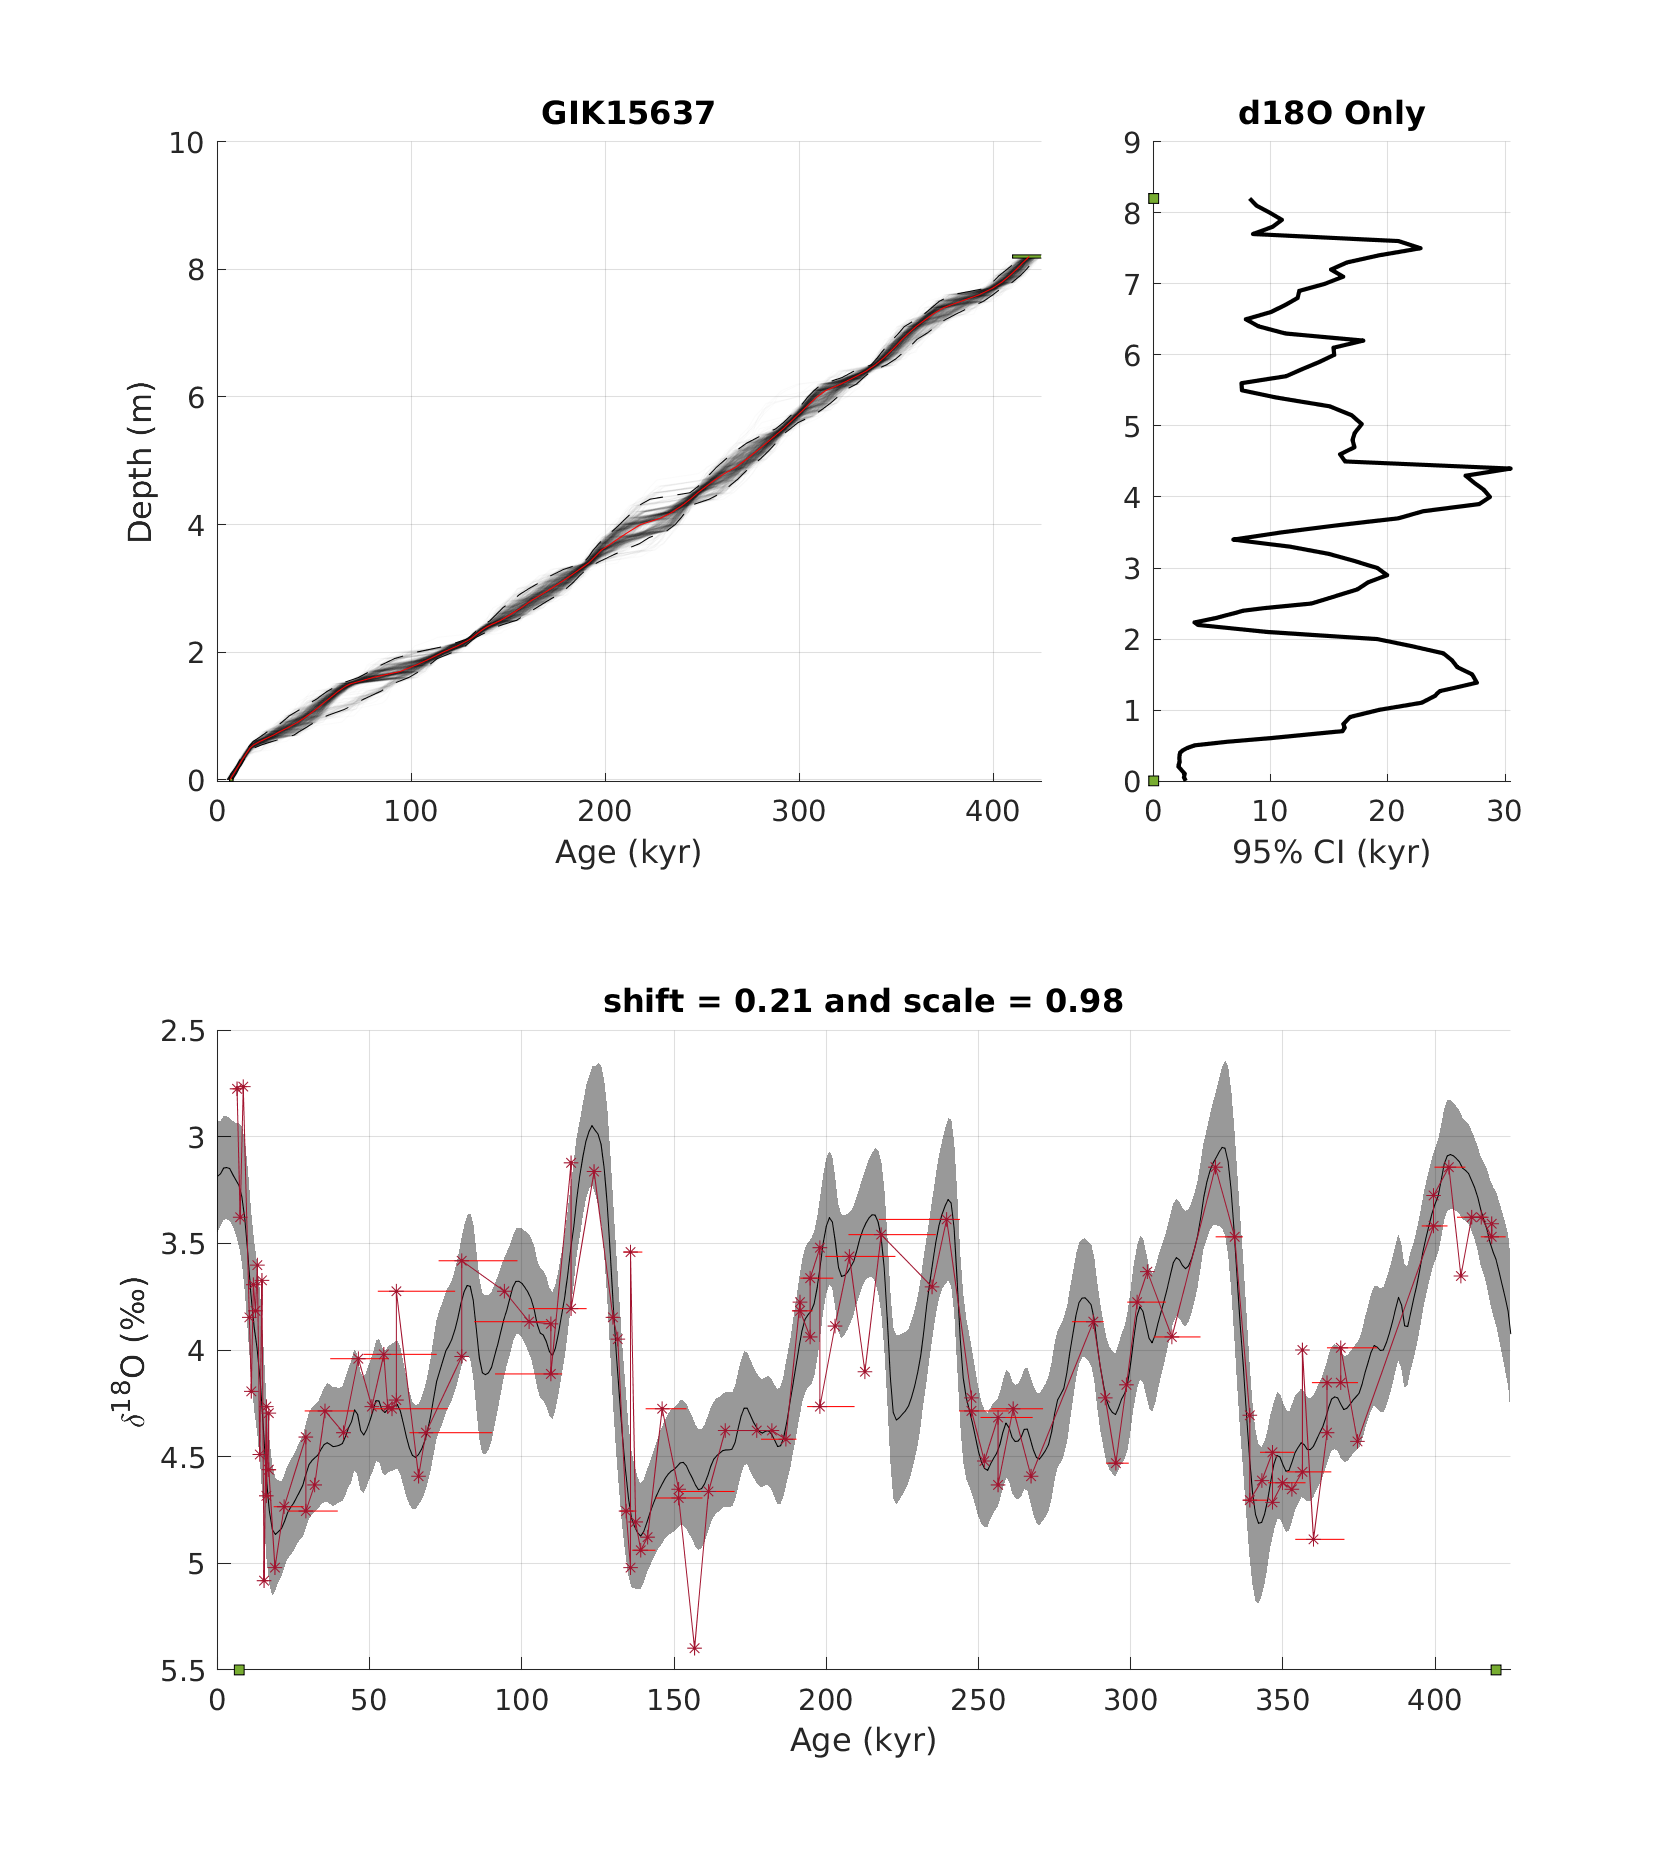 GIK15637
10
8
6
4
2
0
0 100 200 300 400
Depth (m)
Age (kyr)
d18O Only
9
8
7
6
5
4
3
2
1
0
0 10 20 30
95% CI (kyr)
shift = 0.21 and scale = 0.98
2.5
3
3.5
4
4.5
5
5.5
0 50 100 150 200 250 300 350 400
δ18O (‰)
Age (kyr)